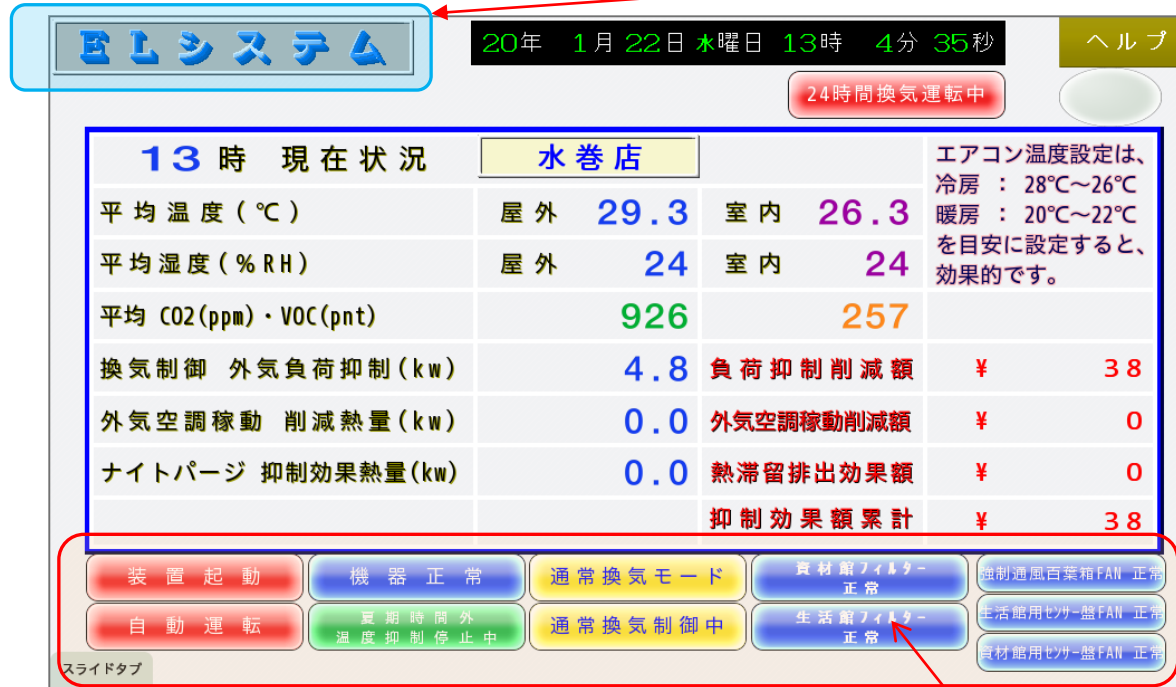 ELシステム
20年 1月22日 水曜日 13時 4分 35秒
ヘルプ
24時間換気運転中
13時 現在状況 水巻店
エアコン温度設定は、
冷房 : 28℃～26℃
暖房 : 20℃～22℃
を目安に設定すると、
効果的です。
平均温度(℃) 屋外 29.3 室内 26.3
平均湿度(%RH) 屋外 24 室内 24
平均 CO2(ppm)・VOC(pnt) 926 257
換気制御 外気負荷抑制(kw) 4.8 負荷抑制削減額 ¥ 38
外気空調稼動 削減熱量(kw) 0.0 外気空調稼動削減額 ¥ 0
ナイトパージ 抑制効果熱量(kw) 0.0 熱滞留排出効果額 ¥ 0
抑制効果額累計 ¥ 38
装置起動
機器正常
通常換気モード
資材館フィルター
正常
強制通風百葉箱FAN 正常
自動運転
夏期時間外
温度抑制停止中
通常換気制御中
生活館フィルター
正常
生活館用センサー盤FAN 正常
資材館用センサー盤FAN 正常
スライドタブ